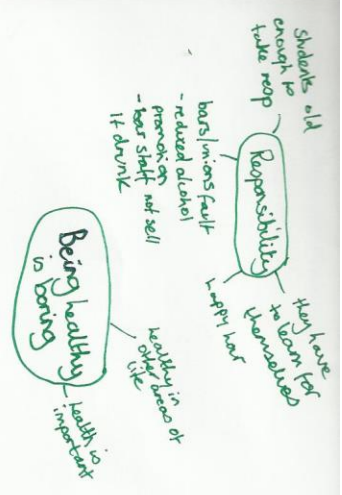 Students old
enough to
take resp
Responsibility
they have
to learn for
themselves
happy hour
bars/unions fault
- reduced alcohol
promotion
- bar staff not sell
if drunk
Being healthy
is boring
healthy in
other areas of
life
health is
important